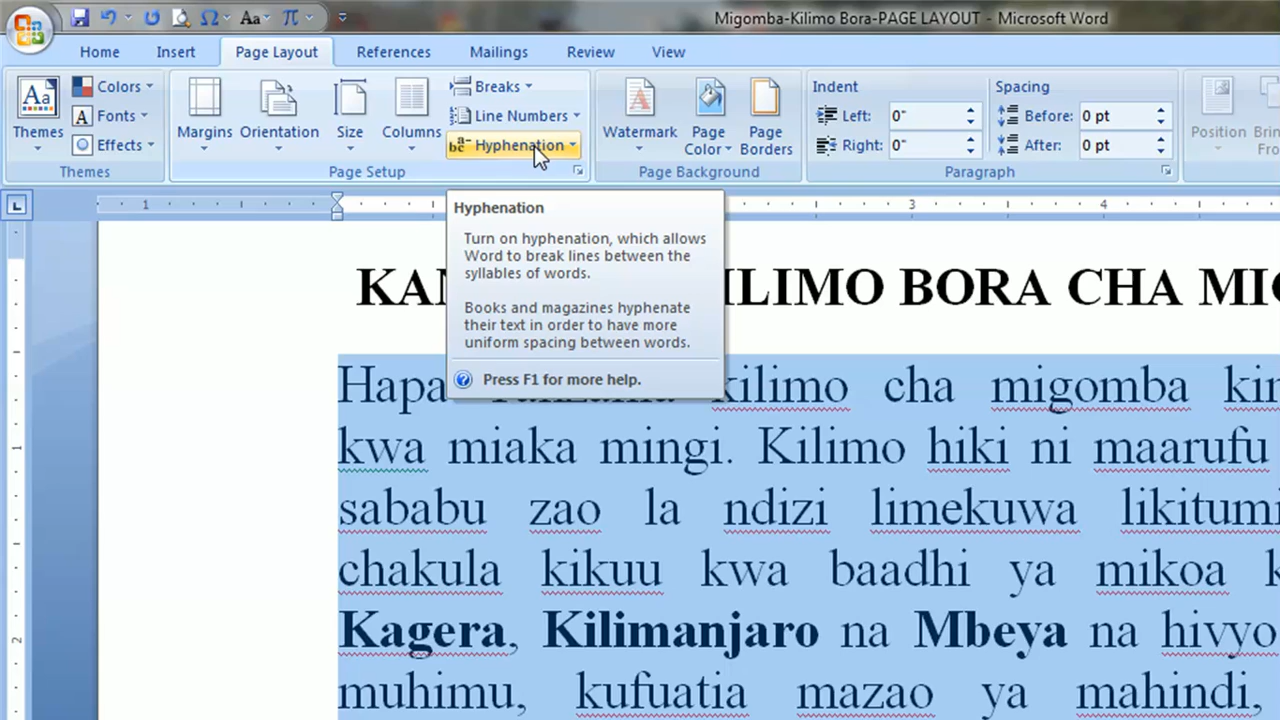 Migomba-Kilimo Bora-PAGE LAYOUT - Microsoft Word
Home Insert Page Layout References Mailings Review View
Themes
Colors
Fonts
Effects
Themes
Margins Orientation Size Columns
Breaks
Line Numbers
Hyphenation
Page Setup
Watermark
Page Color
Page Borders
Page Background
Indent
Left: 0"
Right: 0"
Spacing
Before: 0 pt
After: 0 pt
Paragraph
Position
Hyphenation
Turn on hyphenation, which allows
Word to break lines between the
syllables of words.
Books and magazines hyphenate
their text in order to have more
uniform spacing between words.
Press F1 for more help.
1 3 4
1
2
BORA CHA
Hapa kilimo cha migomba
kwa miaka mingi. Kilimo hiki ni maarufu
sababu zao la ndizi limekuwa
chakula kikuu kwa baadhi ya mikoa
Kagera, Kilimanjaro na Mbeya na hivyo
muhimu, kufuatia mazao ya mahindi,